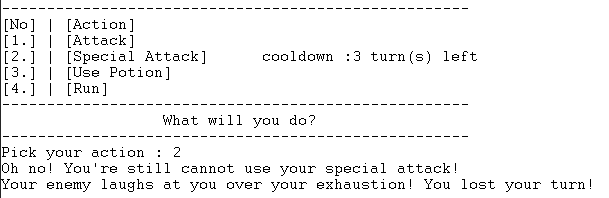 -----------------------------------------------------
[No] | [Action]
[1.] | [Attack]
[2.] | [Special Attack]      cooldown :3 turn(s) left
[3.] | [Use Potion]
[4.] | [Run]
-----------------------------------------------------
What will you do?
-----------------------------------------------------
Pick your action : 2
Oh no! You're still cannot use your special attack!
Your enemy laughs at you over your exhaustion! You lost your turn!